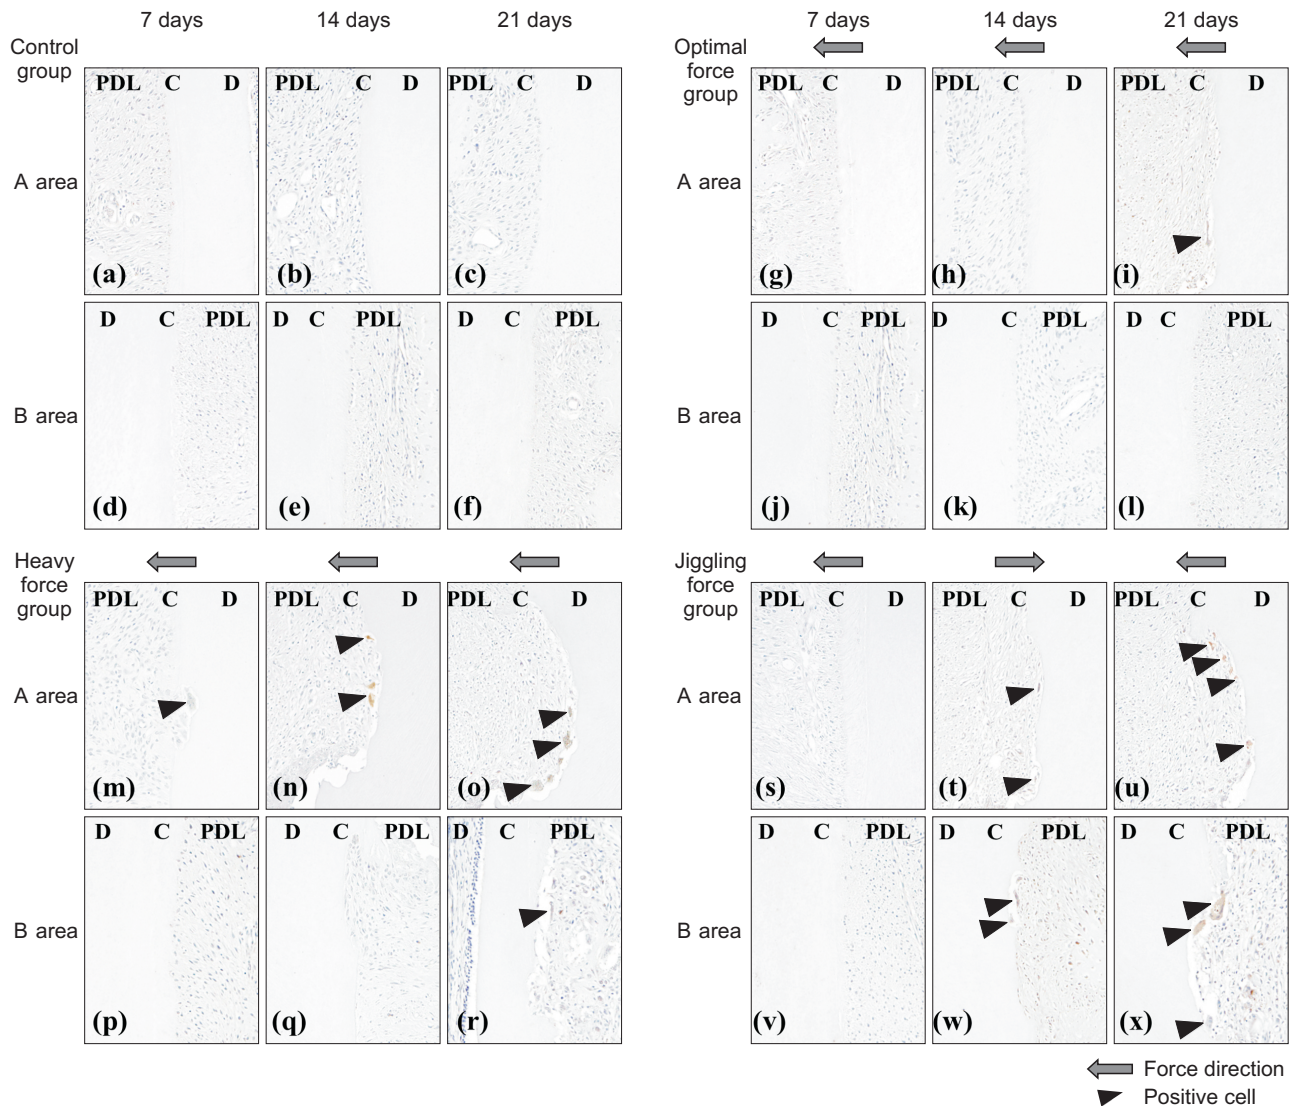 7 days 14 days 21 days
Control group
PDL C D PDL C D PDL C D
A area
(a) (b) (c)
D C PDL D C PDL D C PDL
B area
(d) (e) (f)
Heavy force group
PDL C D PDL C D PDL C D
A area
(m) (n) (o)
D C PDL D C PDL D C PDL
B area
(p) (q) (r)
7 days 14 days 21 days
Optimal force group
PDL C D PDL C D PDL C D
A area
(g) (h) (i)
D C PDL D C PDL D C PDL
B area
(j) (k) (l)
Jiggling force group
PDL C D PDL C D PDL C D
A area
(s) (t) (u)
D C PDL D C PDL D C PDL
B area
(v) (w) (x)
Force direction
Positive cell